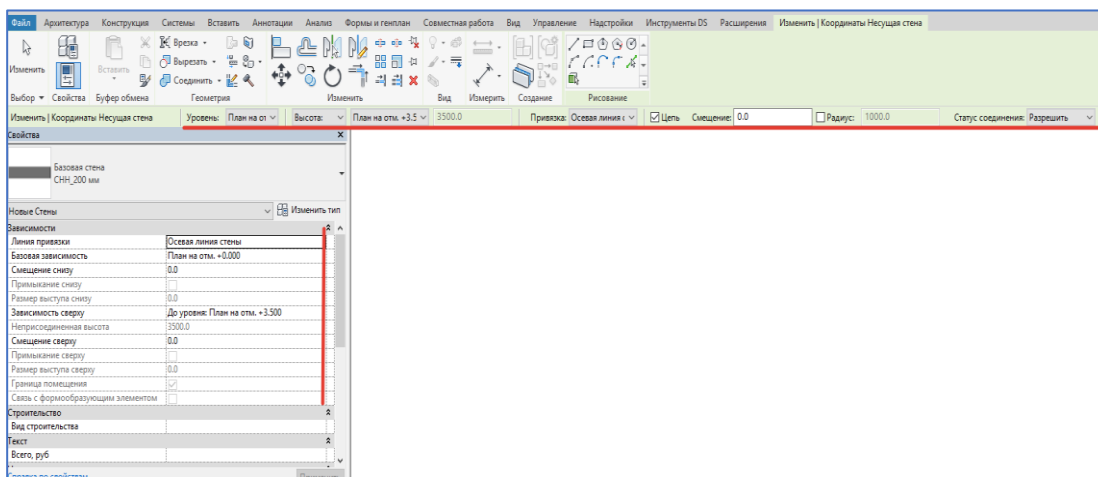 Файл Архитектура Конструкция Системы Вставить Аннотации Анализ Формы и генплан Совместная работа Вид Управление Надстройки Инструменты DS Расширения Изменить | Координаты Несущая стена
Врезка
Изменить Вставить Вырезать
Соединить
Выбор Свойства Буфер обмена Геометрия Изменить Вид Измерить Создание Рисование
Изменить | Координаты Несущая стена Уровень: План на от Высота: План на отм. +3.5 3500.0 Привязка: Осевая линия с Цепь Смещение: 0.0 Радиус: 1000.0 Статус соединения: Разрешить
Свойства X
Базовая стена
СНН_200 мм
Новые Стены Изменить тип
Зависимости
Линия привязки Осевая линия стены
Базовая зависимость План на отм. +0.000
Смещение снизу 0.0
Примыкание снизу
Размер выступа снизу 0.0
Зависимость сверху До уровня: План на отм. +3.500
Неприсоединенная высота 3500.0
Смещение сверху 0.0
Примыкание сверху
Размер выступа сверху 0.0
Граница помещения
Связь с формообразующим элементом
Строительство
Вид строительства
Текст
Всего, руб
Справка по свойствам Применить